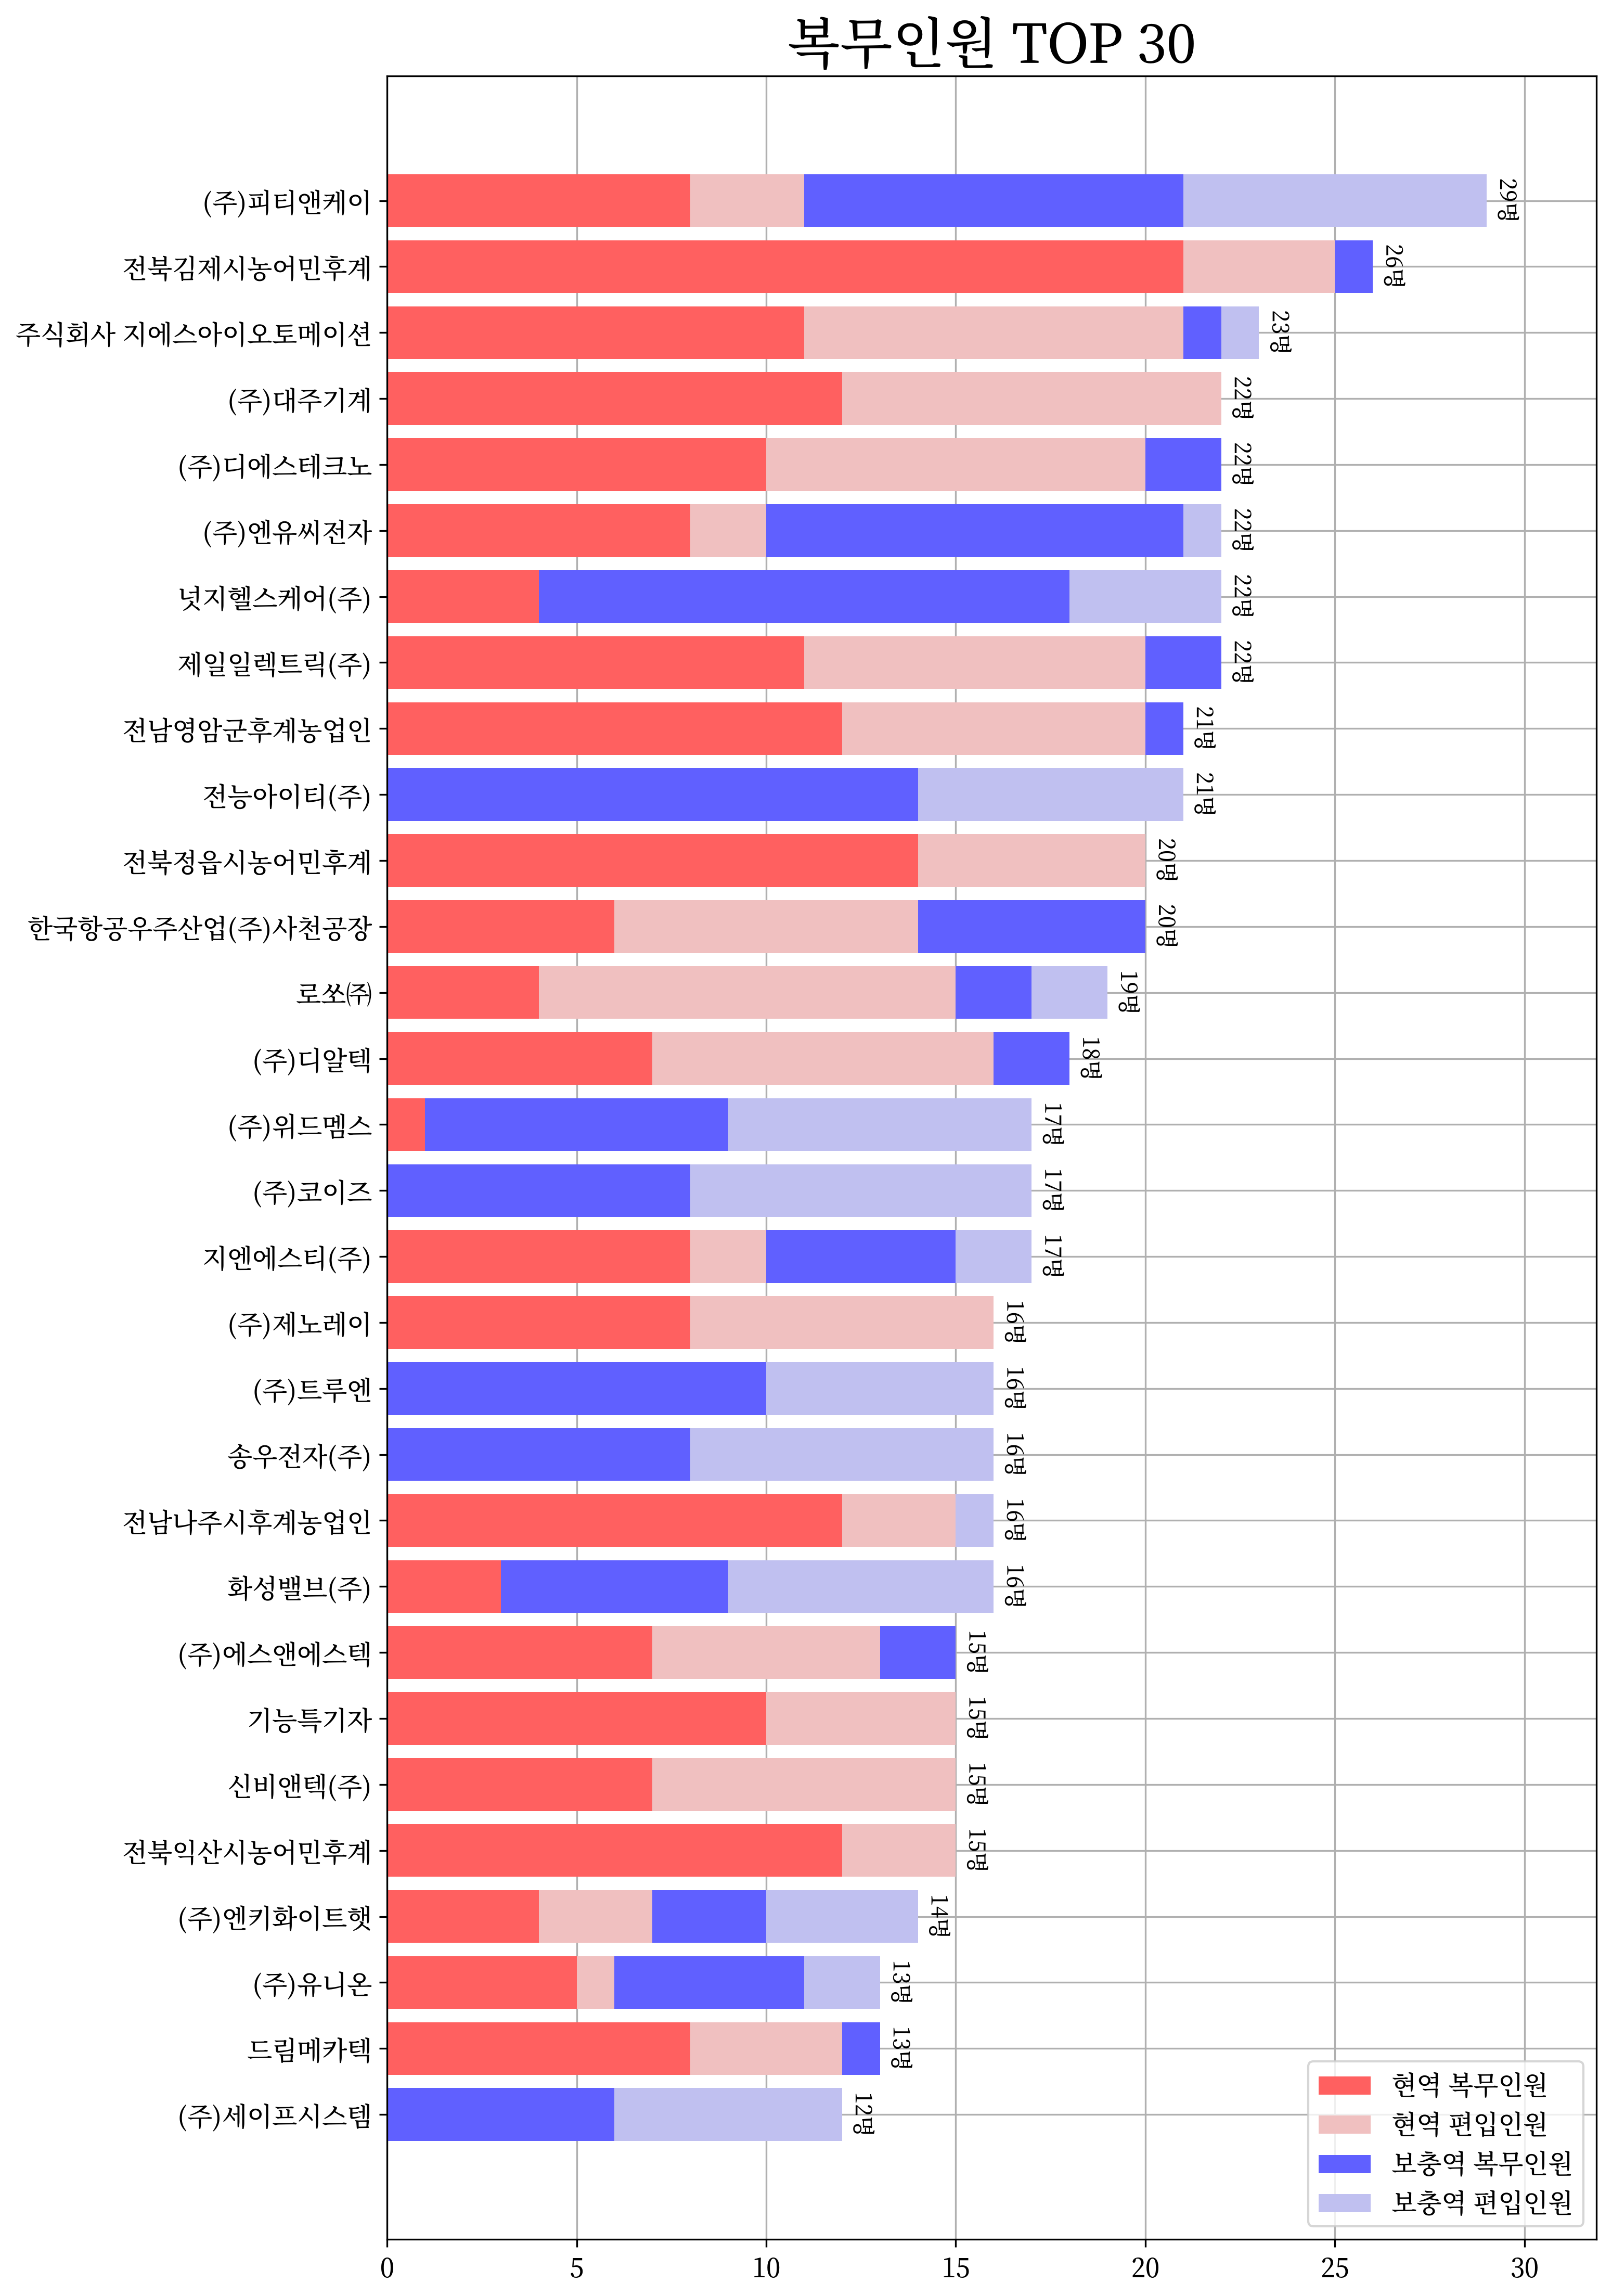 복무인원 TOP 30
(주)피티앤케이 29명
전북김제시농어민후계 26명
주식회사 지에스아이오토메이션 23명
(주)대주기계 22명
(주)디에스테크노 22명
(주)엔유씨전자 22명
넛지헬스케어(주) 22명
제일일렉트릭(주) 22명
전남영암군후계농업인 21명
전능아이티(주) 21명
전북정읍시농어민후계 20명
한국항공우주산업(주)사천공장 20명
로쏘㈜ 19명
(주)디알텍 18명
(주)위드멤스 17명
(주)코이즈 17명
지엔에스티(주) 17명
(주)제노레이 16명
(주)트루엔 16명
송우전자(주) 16명
전남나주시후계농업인 16명
화성밸브(주) 16명
(주)에스앤에스텍 15명
기능특기자 15명
신비앤텍(주) 15명
전북익산시농어민후계 15명
(주)엔키화이트햇 14명
(주)유니온 13명
드림메카텍 13명
(주)세이프시스템 12명
현역 복무인원
현역 편입인원
보충역 복무인원
보충역 편입인원
0 5 10 15 20 25 30